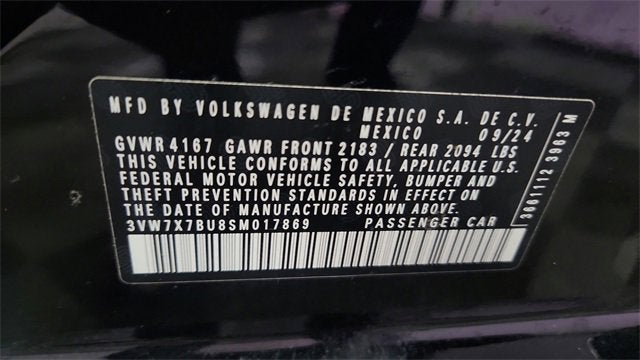 MFD BY VOLKSWAGEN DE MEXICO S.A. DE C.V.
MEXICO 09/24
GVWR 4167 GAWR FRONT 2183 / REAR 2094 LBS
THIS VEHICLE CONFORMS TO ALL APPLICABLE U.S.
FEDERAL MOTOR VEHICLE SAFETY, BUMPER AND
THEFT PREVENTION STANDARDS IN EFFECT ON
THE DATE OF MANUFACTURE SHOWN ABOVE.
3VW7X7BU8SM017869 PASSENGER CAR
3661112 3963 M